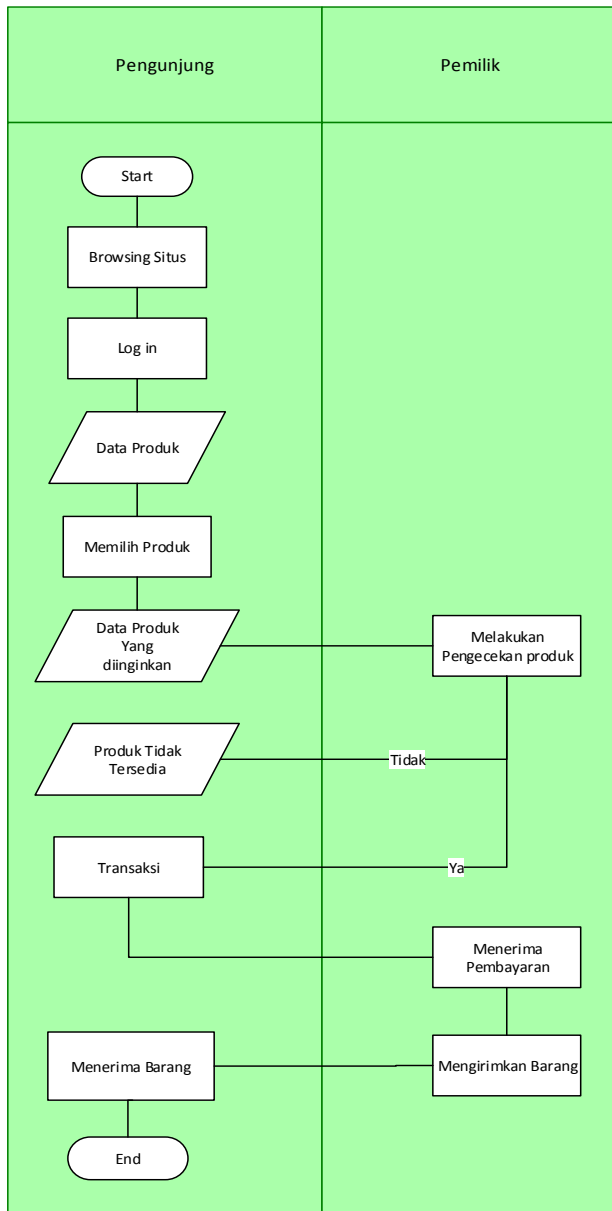 Pengunjung
Pemilik
Start
Browsing Situs
Log in
Data Produk
Memilih Produk
Data Produk
Yang
diinginkan
Melakukan
Pengecekan produk
Produk Tidak
Tersedia
Tidak
Transaksi
Ya
Menerima
Pembayaran
Menerima Barang
Mengirimkan Barang
End